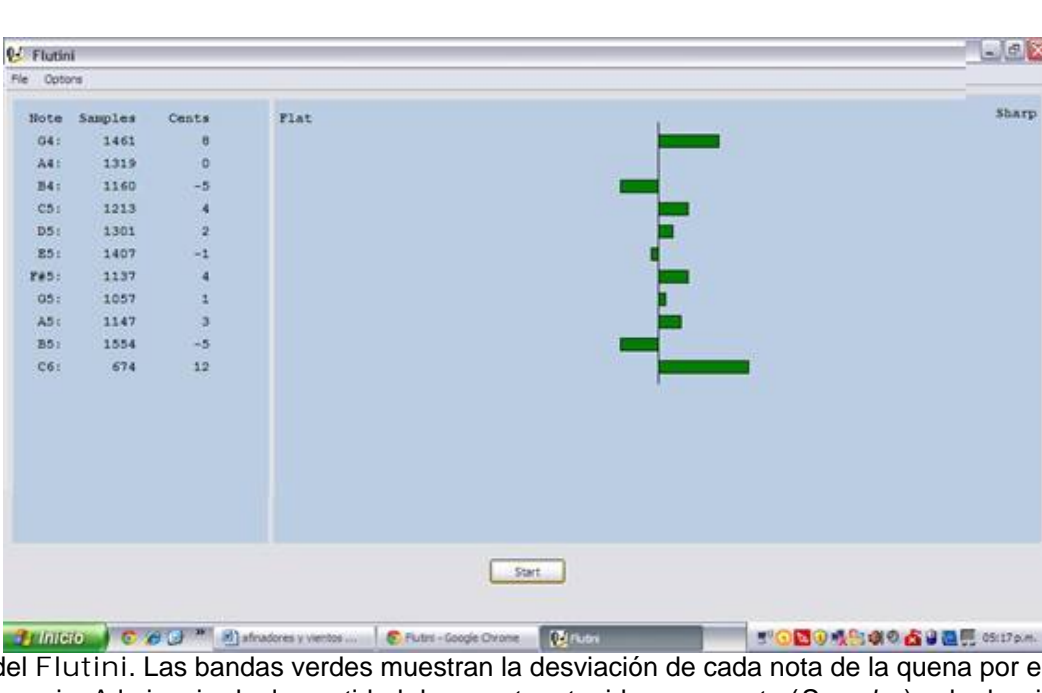 Flutini
File Options
Note Samples Cents Flat Sharp
G4: 1461 8
A4: 1319 0
B4: 1160 -5
C5: 1213 4
D5: 1301 2
E5: 1407 -1
F#5: 1137 4
G5: 1057 1
A5: 1147 3
B5: 1554 -5
C6: 674 12
Start
Inicio afinadores y vientos ... Flutini - Google Chrome Flutini 05:17 p.m.
del Flutini. Las bandas verdes muestran la desviación de cada nota de la quena por e